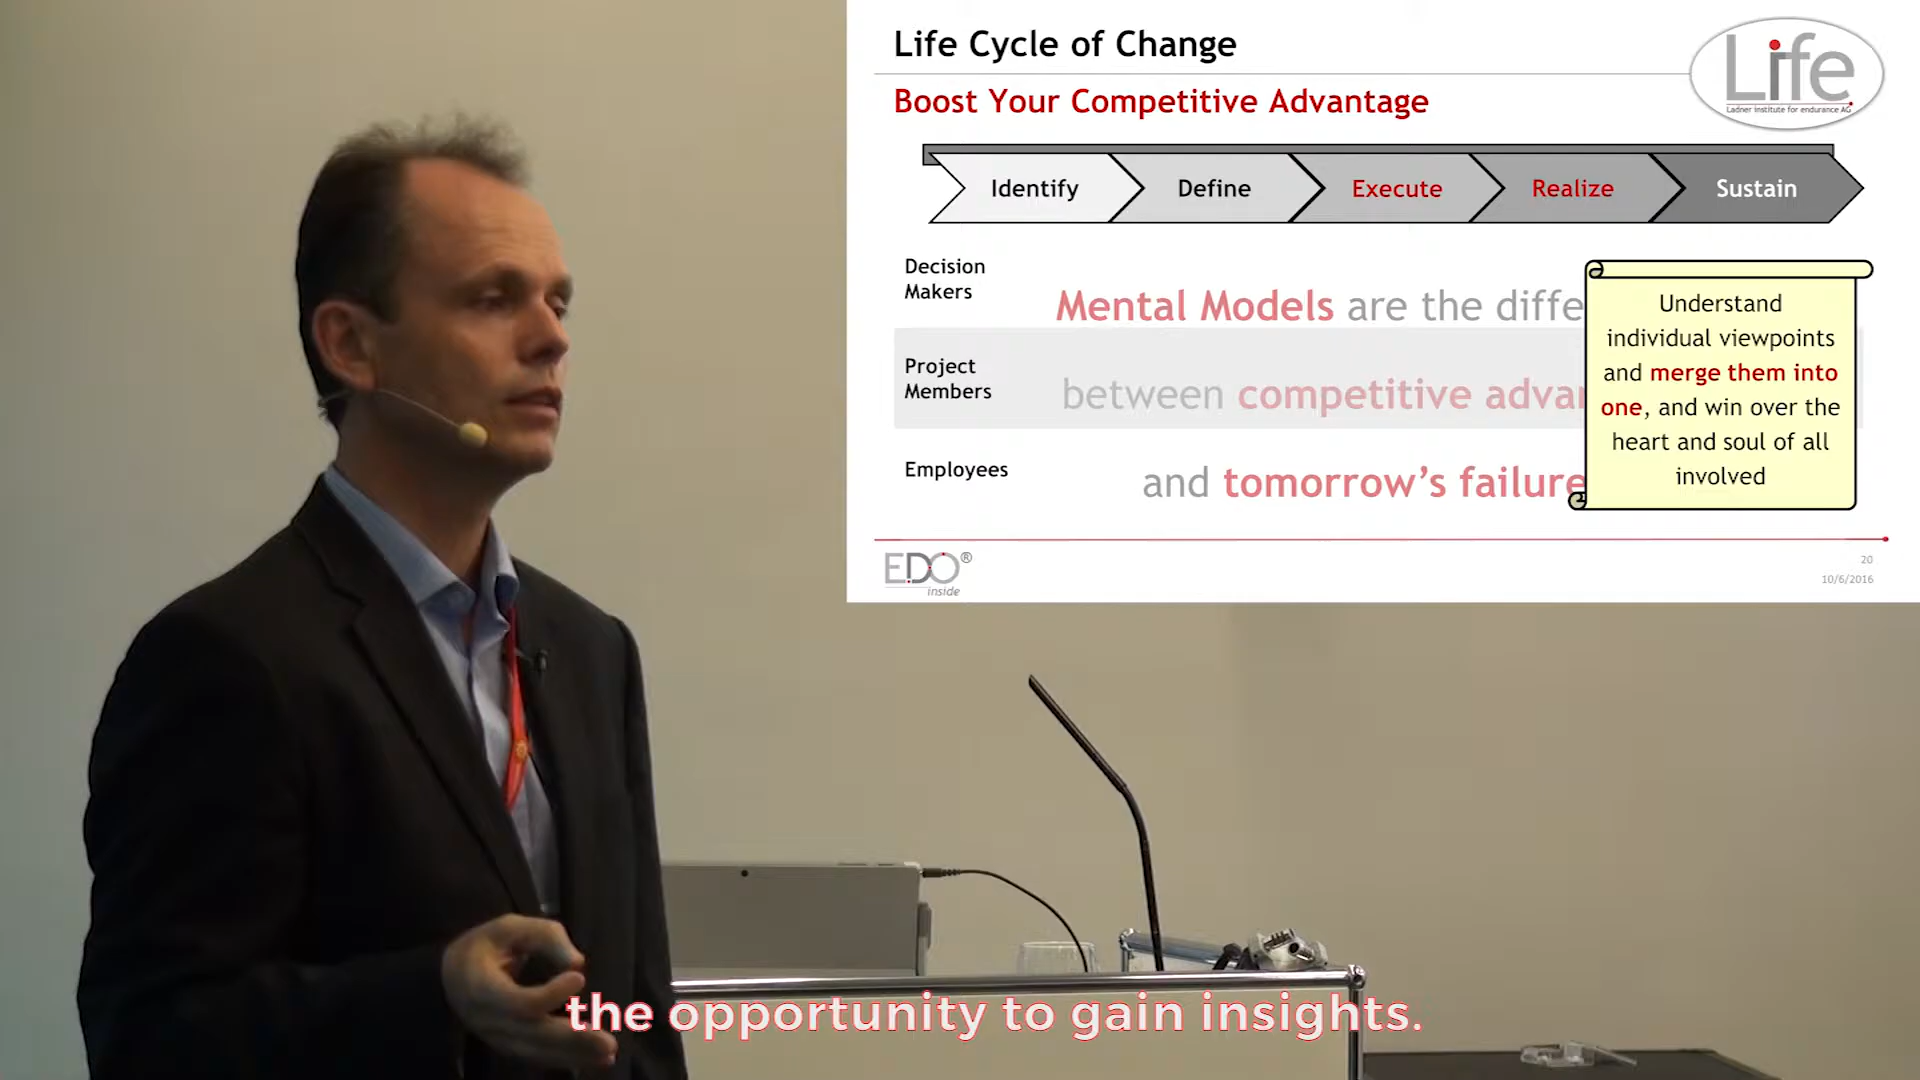 Life Cycle of Change
Life
Ladner Institute for endurance AG
Boost Your Competitive Advantage
Identify
Define
Execute
Realize
Sustain
Decision
Makers
Mental Models are the diffe
Project
Members
between competitive advan
Employees
and tomorrow's failure
Understand
individual viewpoints
and merge them into
one, and win over the
heart and soul of all
involved
EDO®
inside
20
10/6/2016
the opportunity to gain insights.